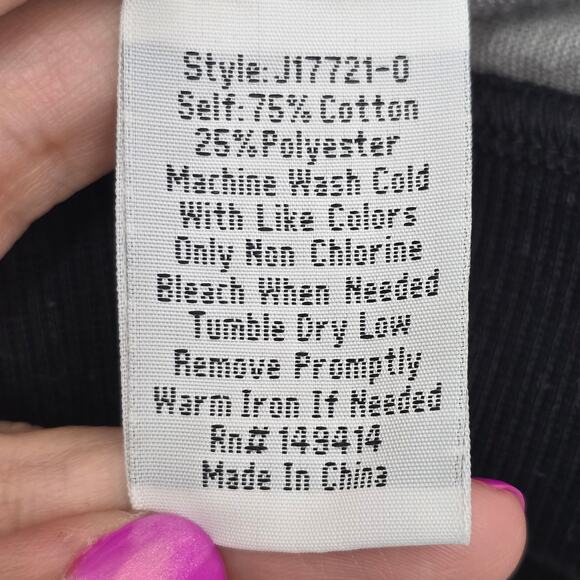 Style: J17721-0
Self: 75% Cotton
25% Polyester
Machine Wash Cold
With Like Colors
Only Non Chlorine
Bleach When Needed
Tumble Dry Low
Remove Promptly
Warm Iron If Needed
Rn# 149414
Made In China